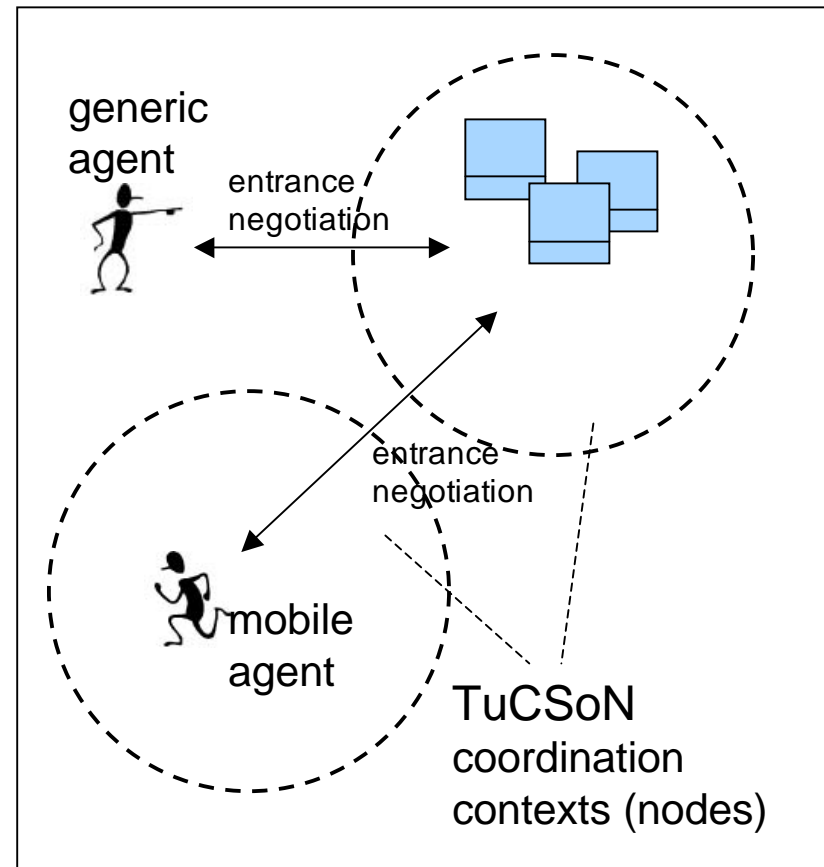 generic
agent
entrance
negotiation
entrance
negotiation
mobile
agent
TuCSoN
coordination
contexts (nodes)